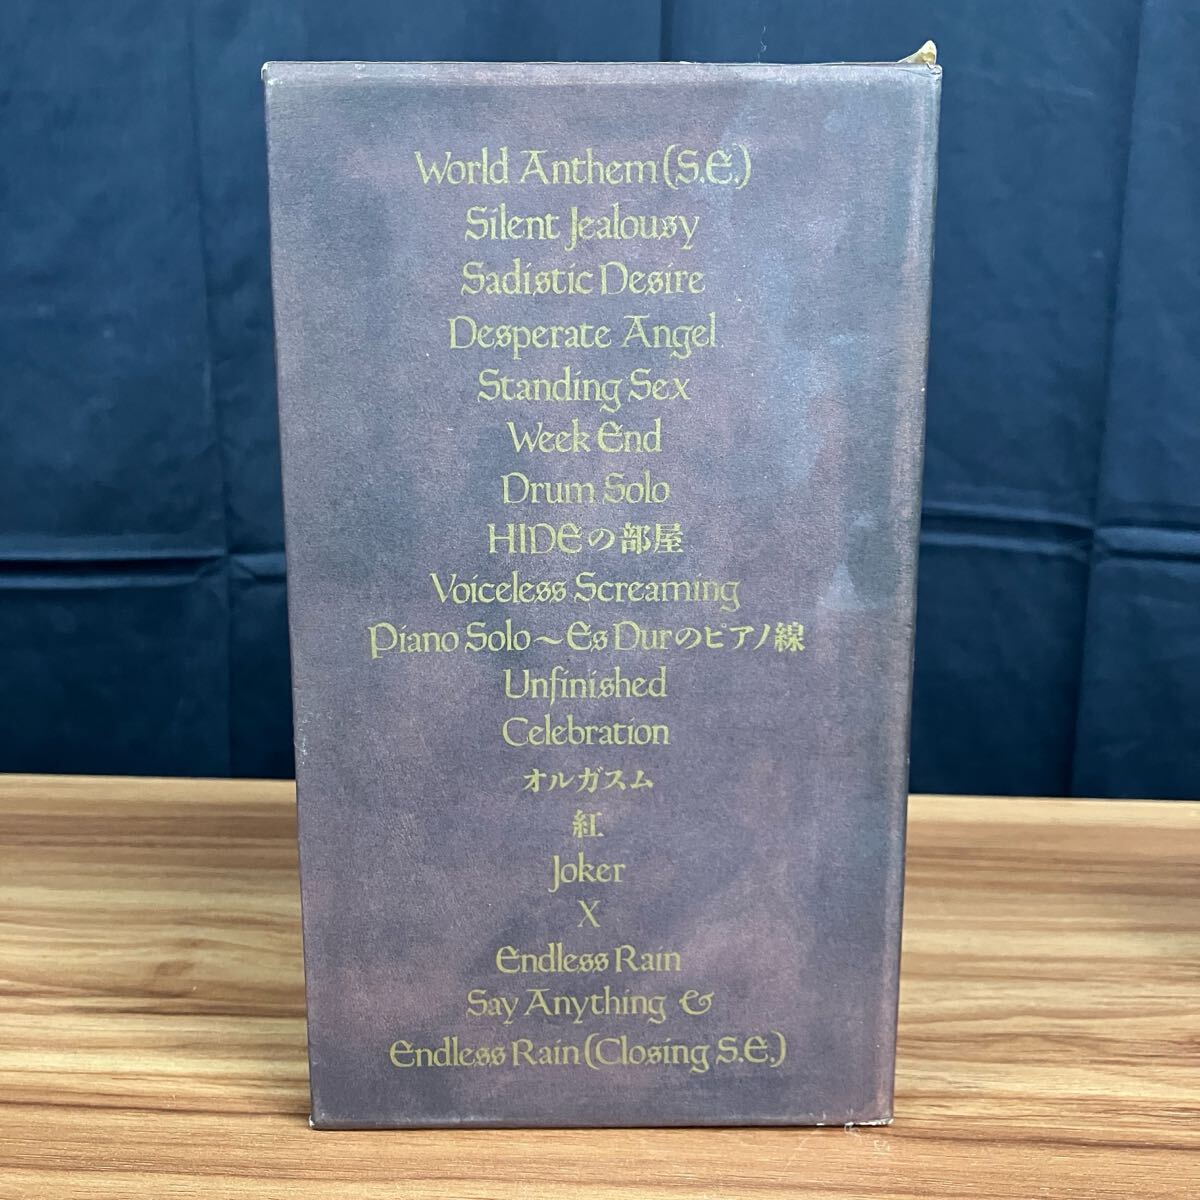 World Anthem (S.E.)
Silent Jealousy
Sadistic Desire
Desperate Angel
Standing Sex
Week End
Drum Solo
HIDEの部屋
Voiceless Screaming
Piano Solo～Es Durのピアノ線
Unfinished
Celebration
オルガスム
紅
Joker
X
Endless Rain
Say Anything &
Endless Rain (Closing S.E.)